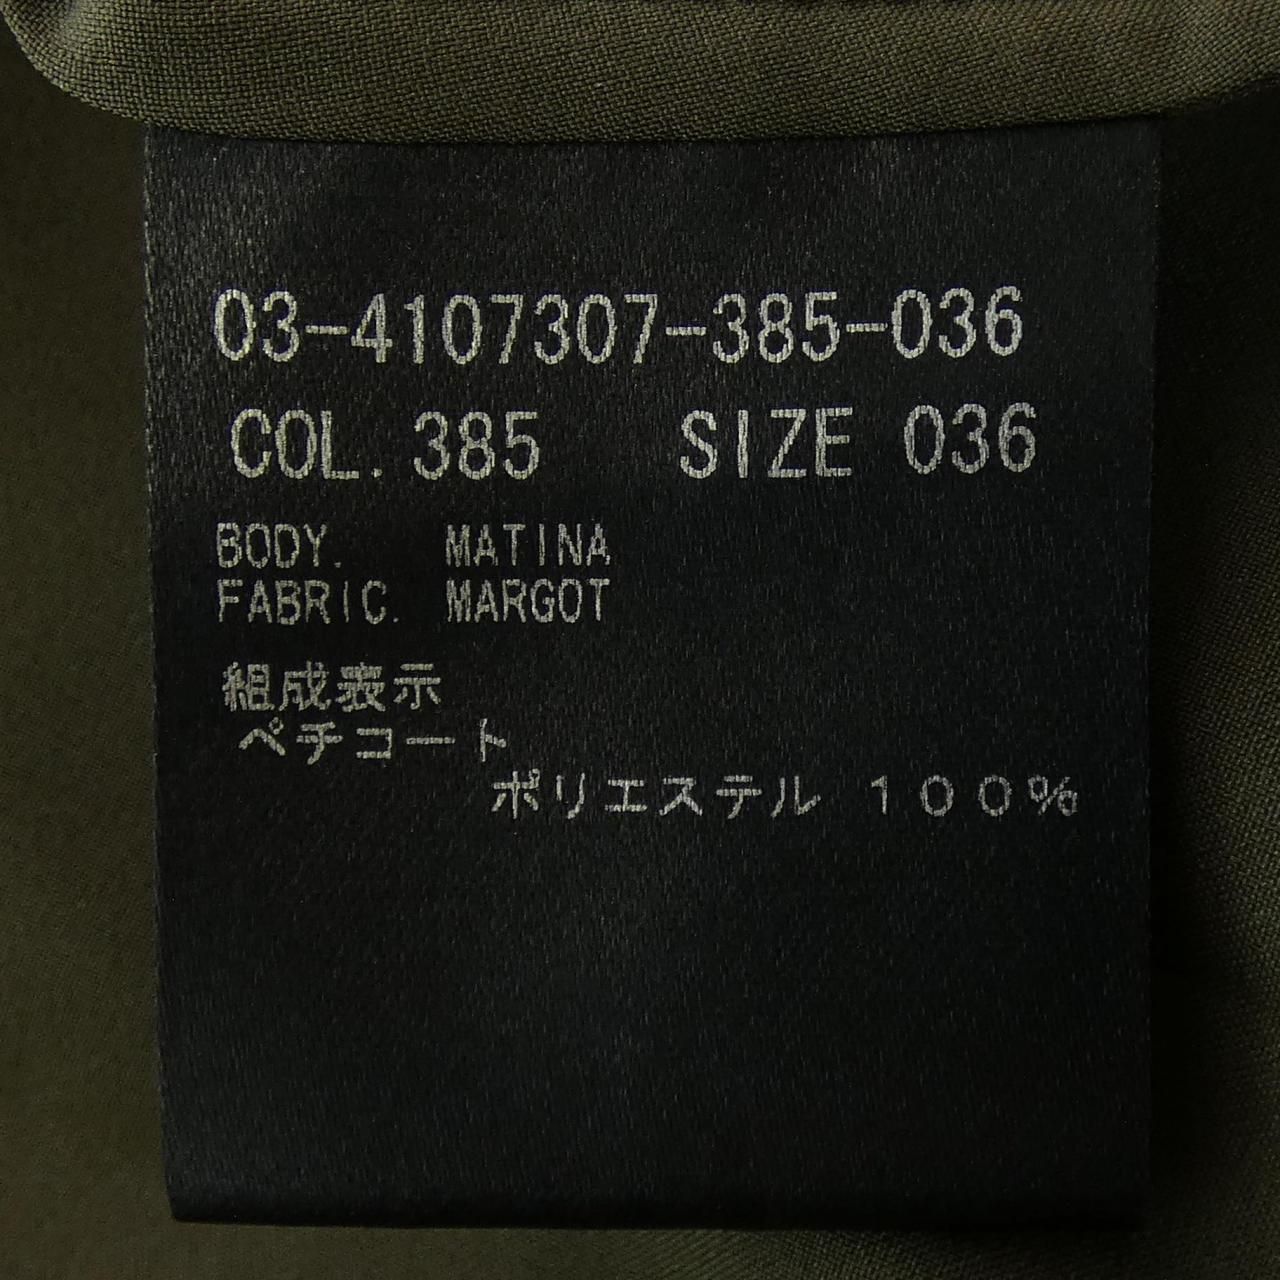 03-4107307-385-036
COL. 385 SIZE 036
BODY. MATINA
FABRIC. MARGOT
組成表示
ペチコート
ポリエステル 100%